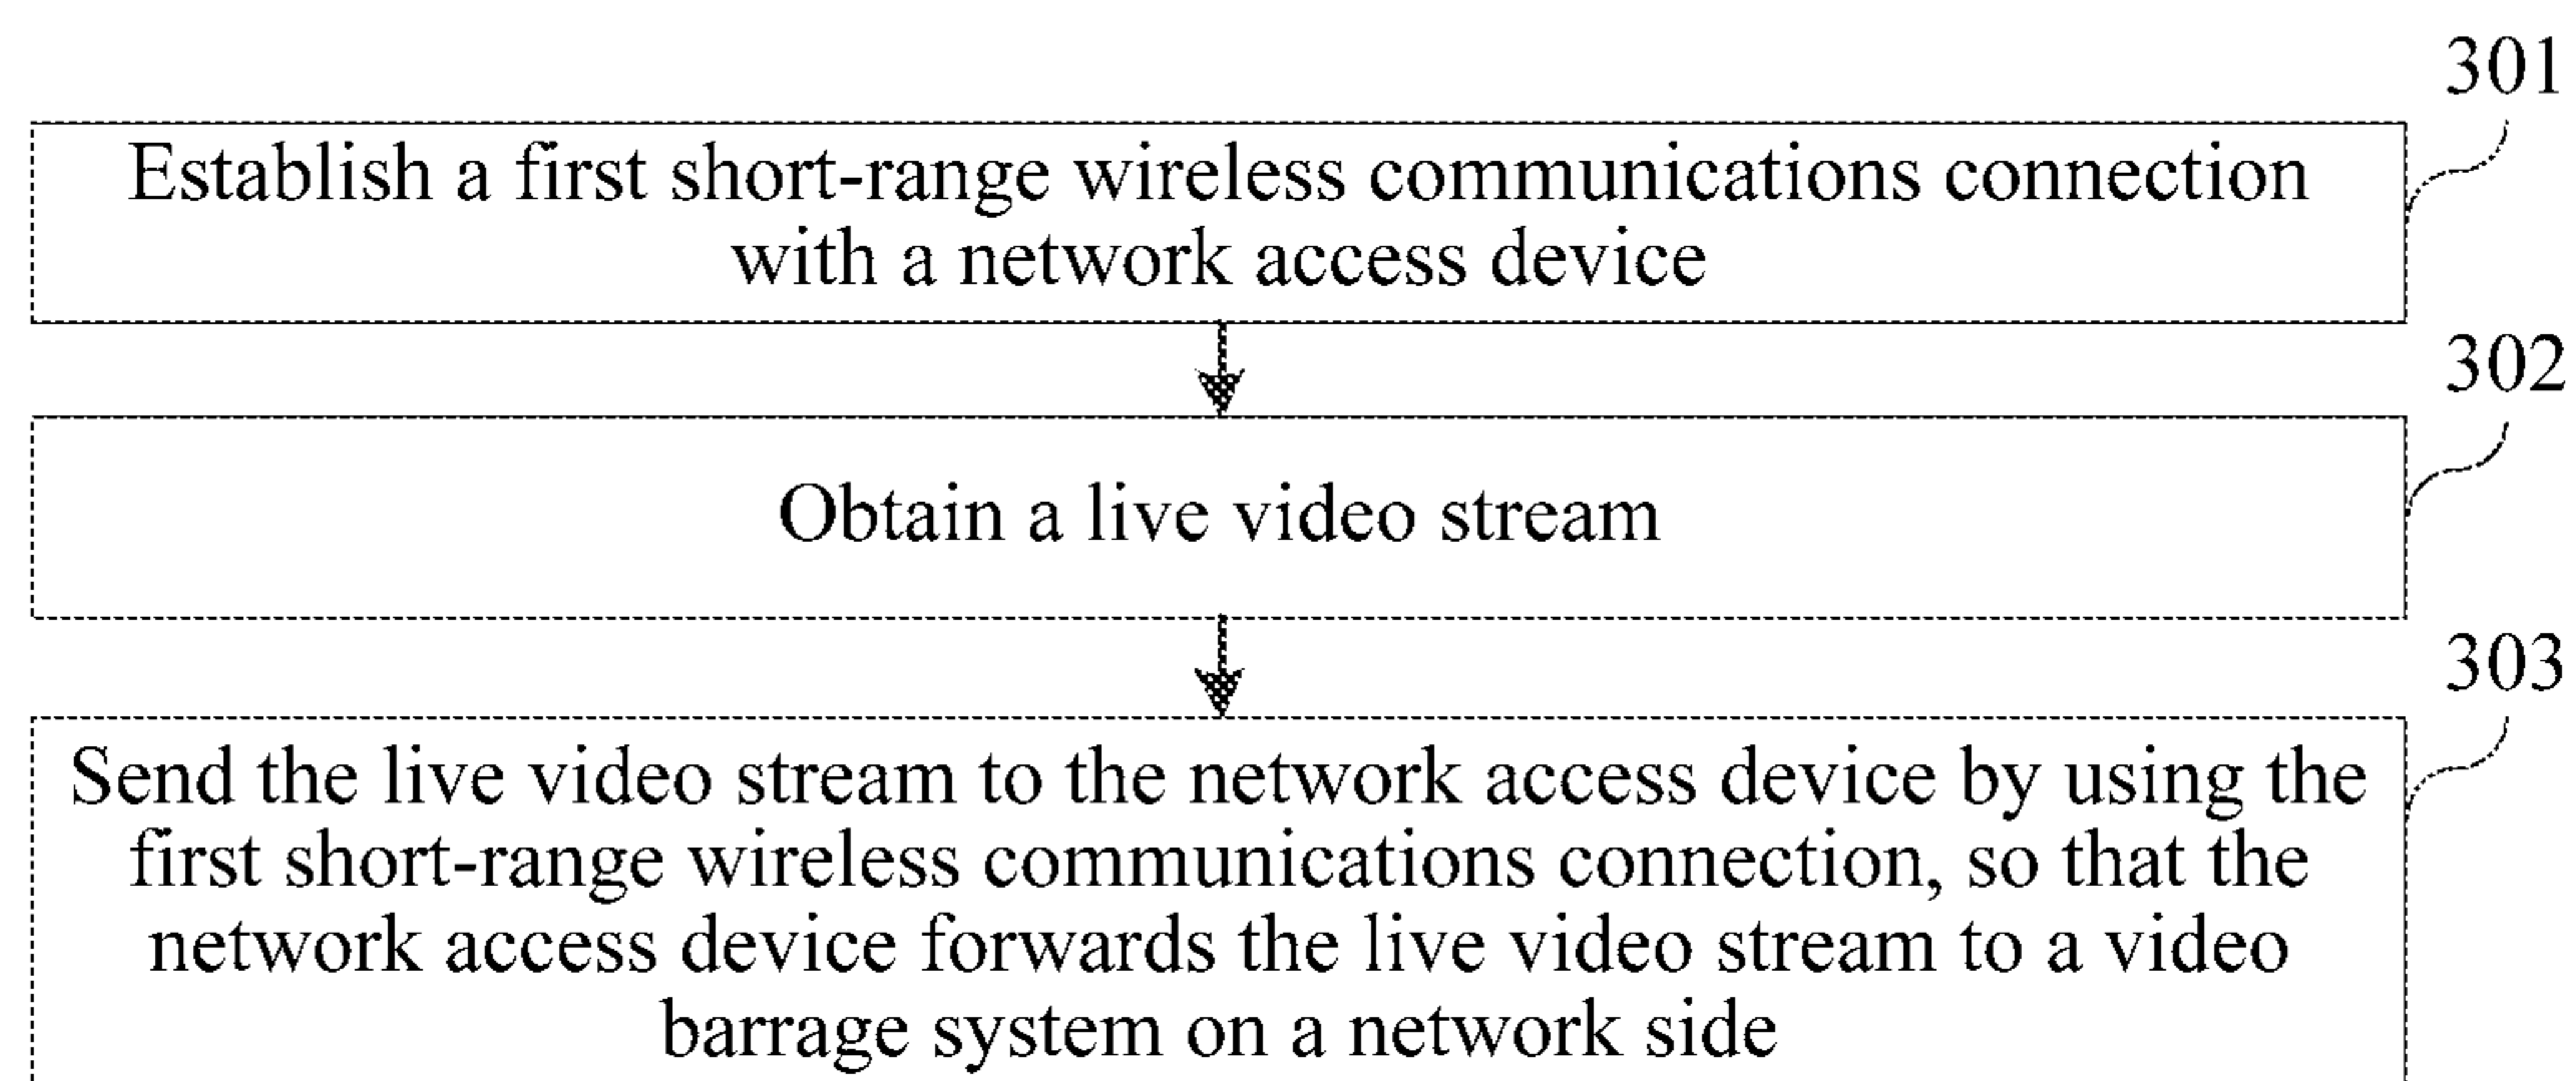 301
Establish a first short-range wireless communications connection
with a network access device
302
Obtain a live video stream
303
Send the live video stream to the network access device by using the
first short-range wireless communications connection, so that the
network access device forwards the live video stream to a video
barrage system on a network side